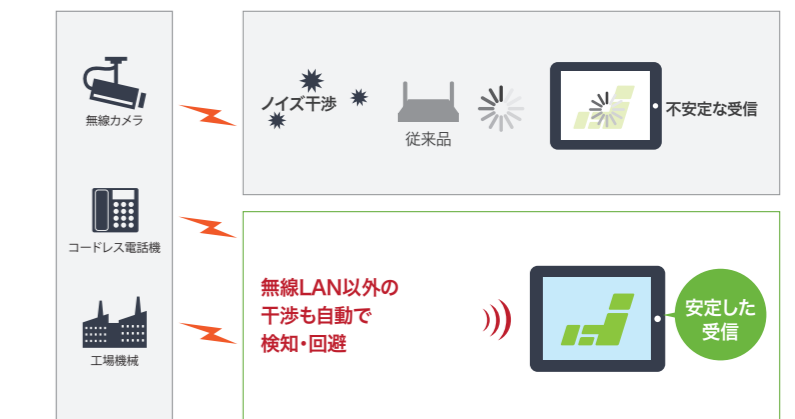 無線カメラ
コードレス電話機
工場機械
ノイズ干渉
従来品
不安定な受信
無線LAN以外の
干渉も自動で
検知・回避
安定した
受信